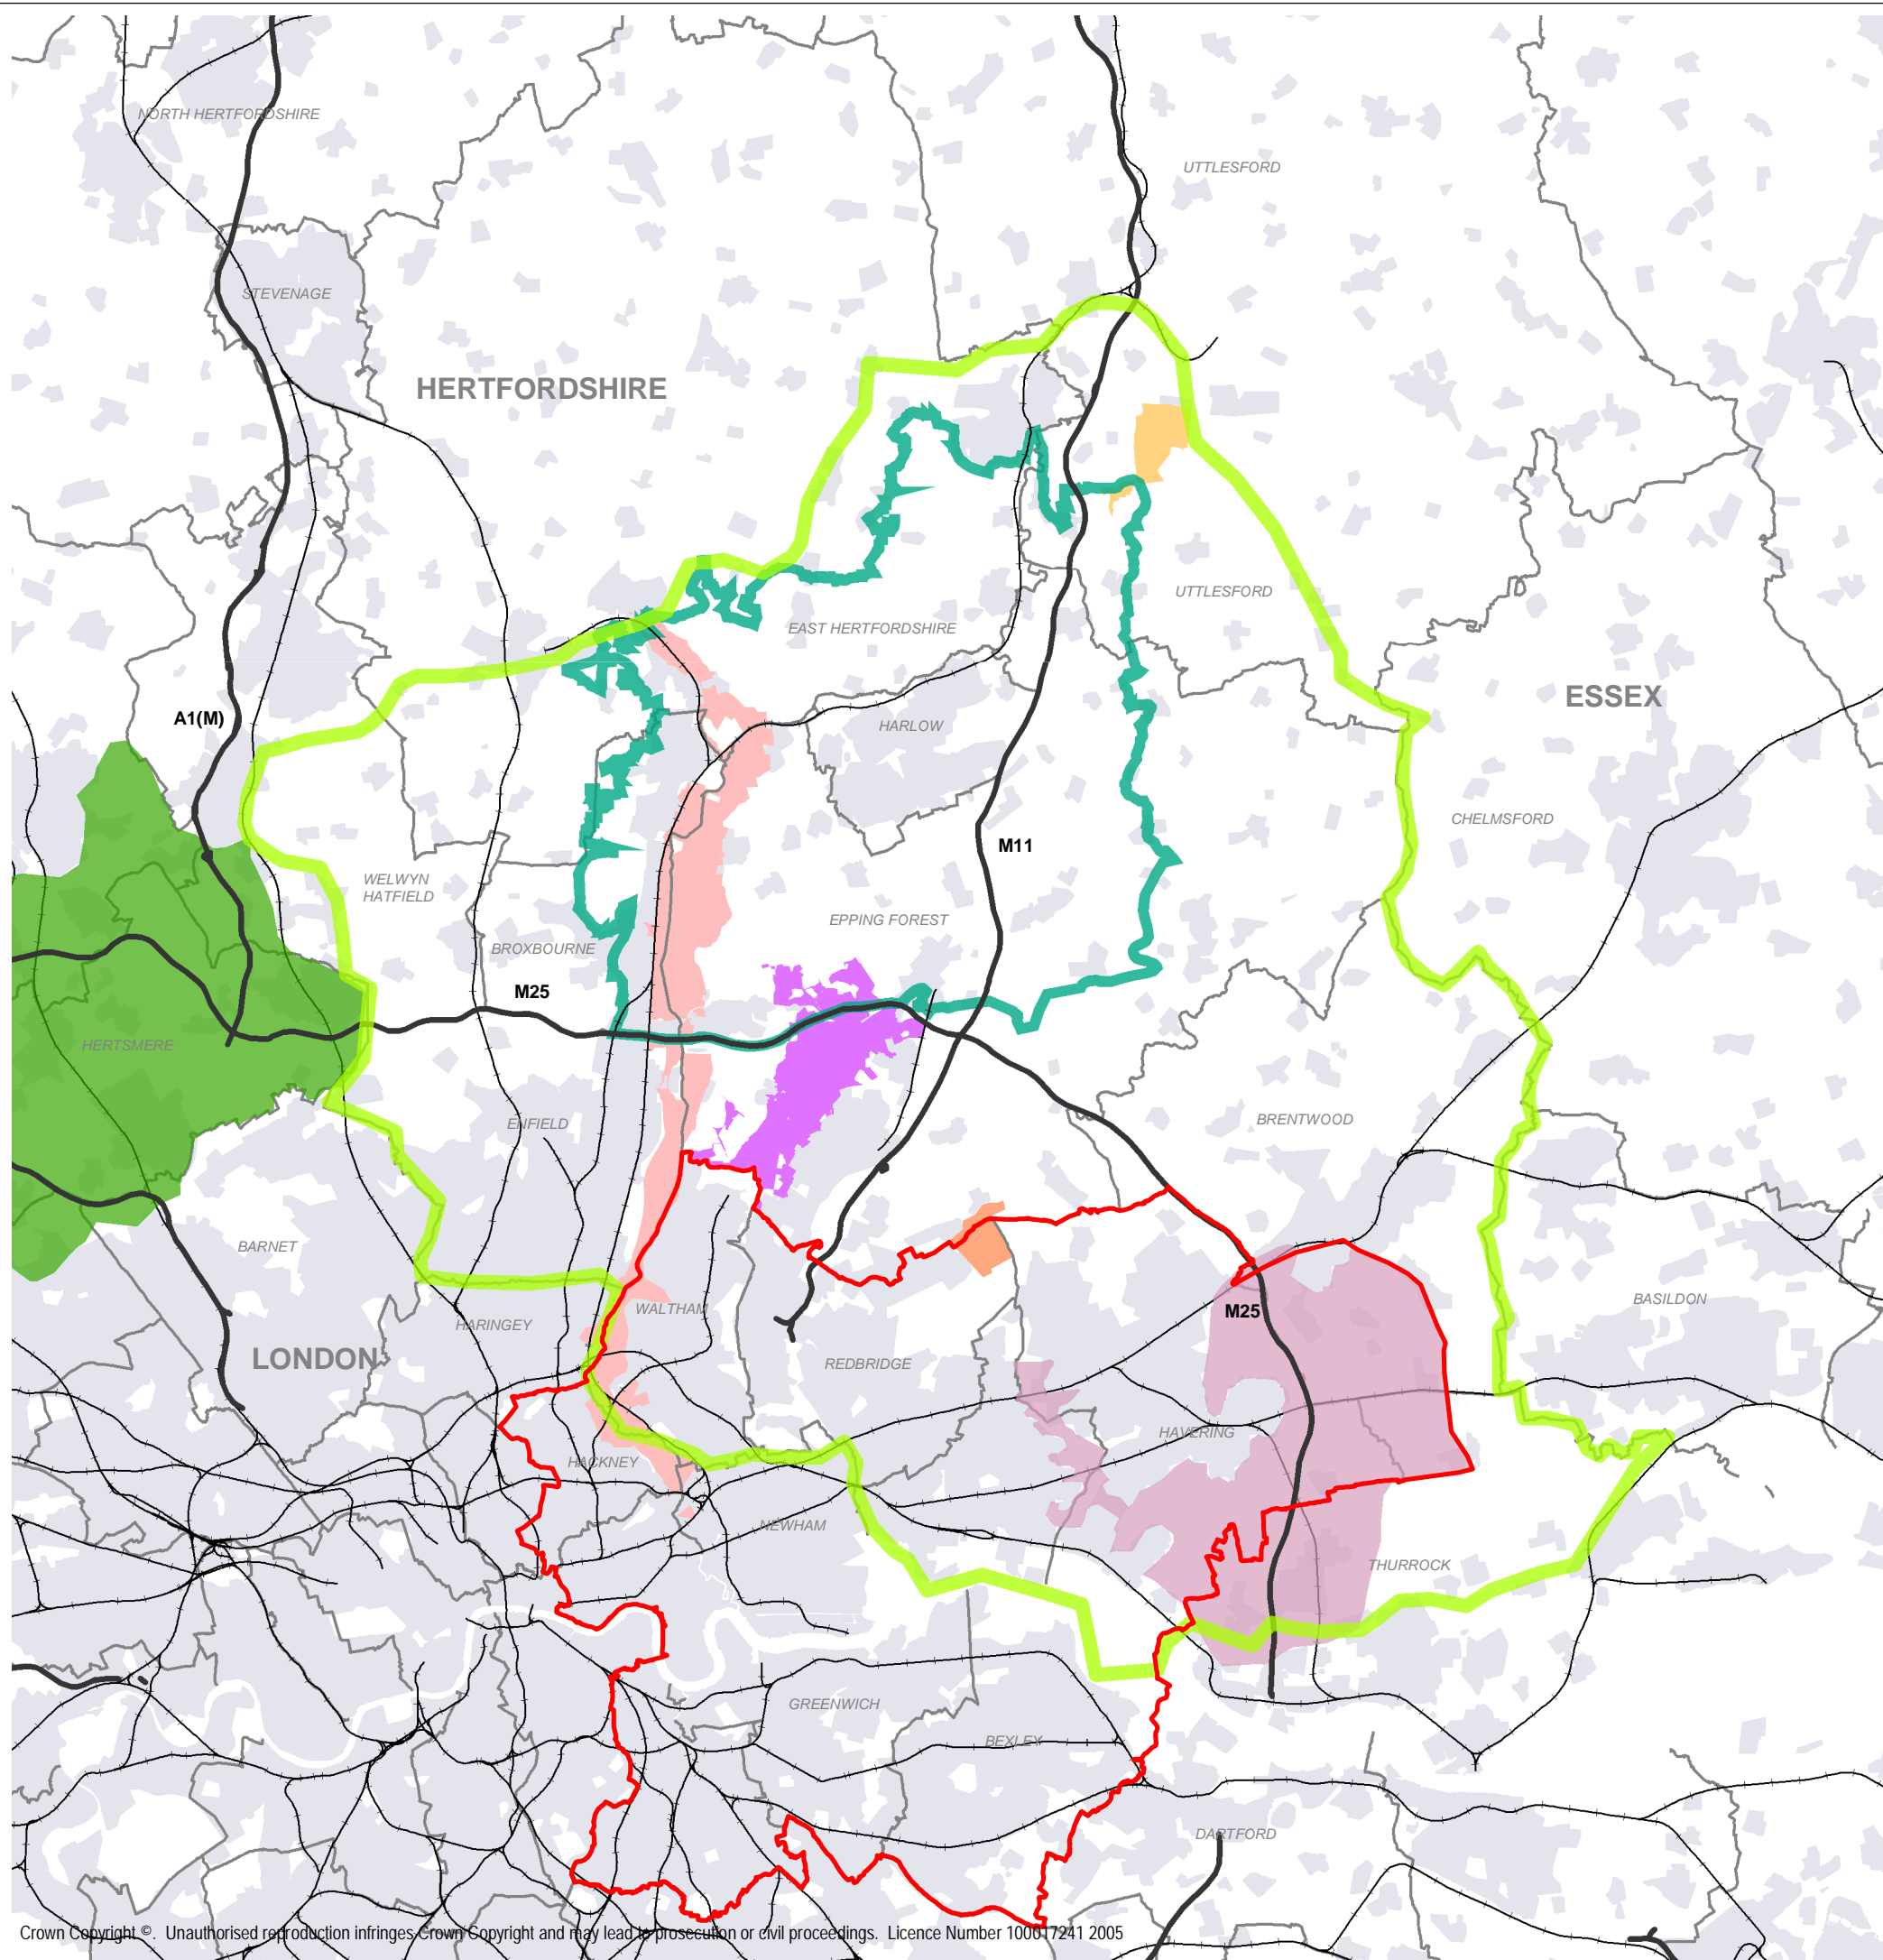 NORTH HERTFORDSHIRE
UTTLESFORD
STEVENAGE
HERTFORDSHIRE
UTTLESFORD
EAST HERTFORDSHIRE
ESSEX
A1(M)
HARLOW
CHELMSFORD
M11
WELWYN
HATFIELD
EPPING FOREST
BROXBOURNE
M25
HERTSMERE
ENFIELD
BRENTWOOD
BARNET
WALTHAM
M25
BASILDON
HARINGEY
LONDON
REDBRIDGE
HAVERING
HACKNEY
NEWHAM
THURROCK
GREENWICH
BEXLEY
DARTFORD
Crown Copyright ©. Unauthorised reproduction infringes Crown Copyright and may lead to prosecution or civil proceedings. Licence Number 100017241 2005